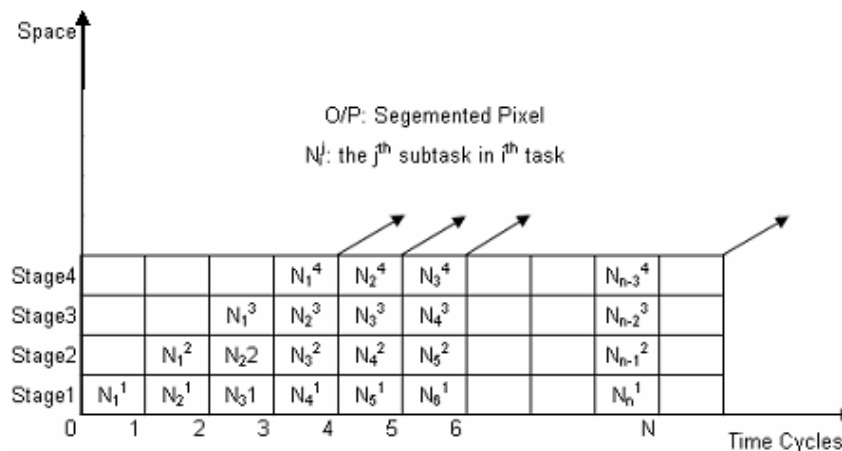 Space
O/P: Segemented Pixel
Nᵢʲ: the jᵗʰ subtask in iᵗʰ task
Stage4 N₁⁴ N₂⁴ N₃⁴ Nₙ₋₃⁴
Stage3 N₁³ N₂³ N₃³ N₄³ Nₙ₋₂³
Stage2 N₁² N₂2 N₃² N₄² N₅² Nₙ₋₁²
Stage1 N₁¹ N₂¹ N₃1 N₄¹ N₅¹ N₆¹ Nₙ¹
0 1 2 3 4 5 6 N
Time Cycles